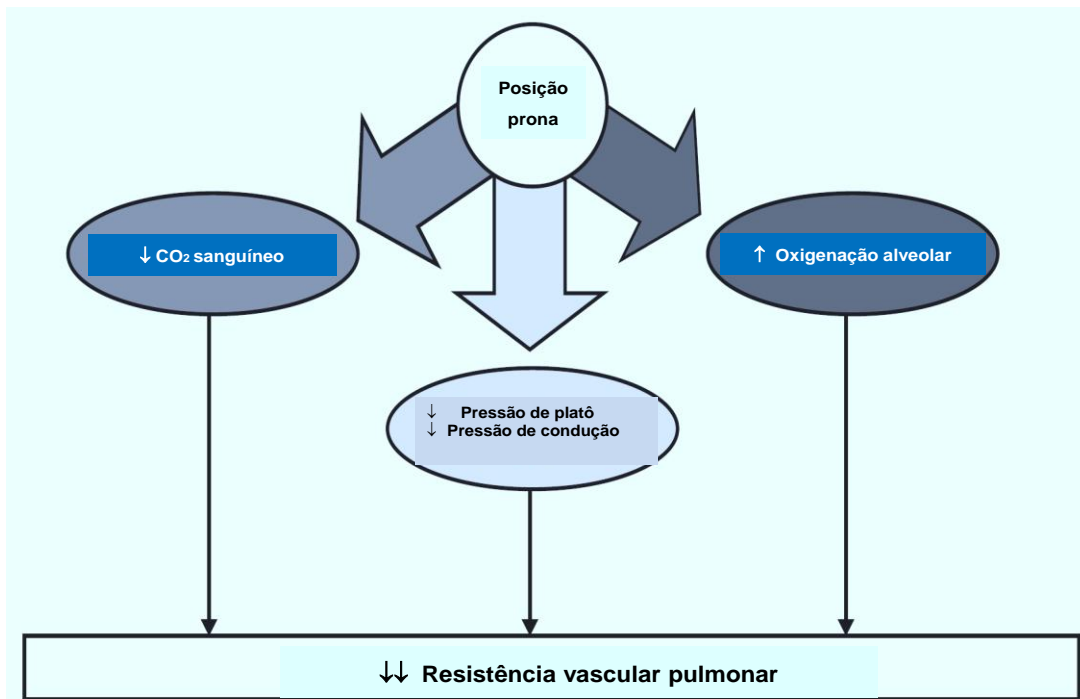 Posição
prona
↓ CO₂ sanguíneo
↑ Oxigenação alveolar
↓ Pressão de platô
↓ Pressão de condução
↓↓ Resistência vascular pulmonar